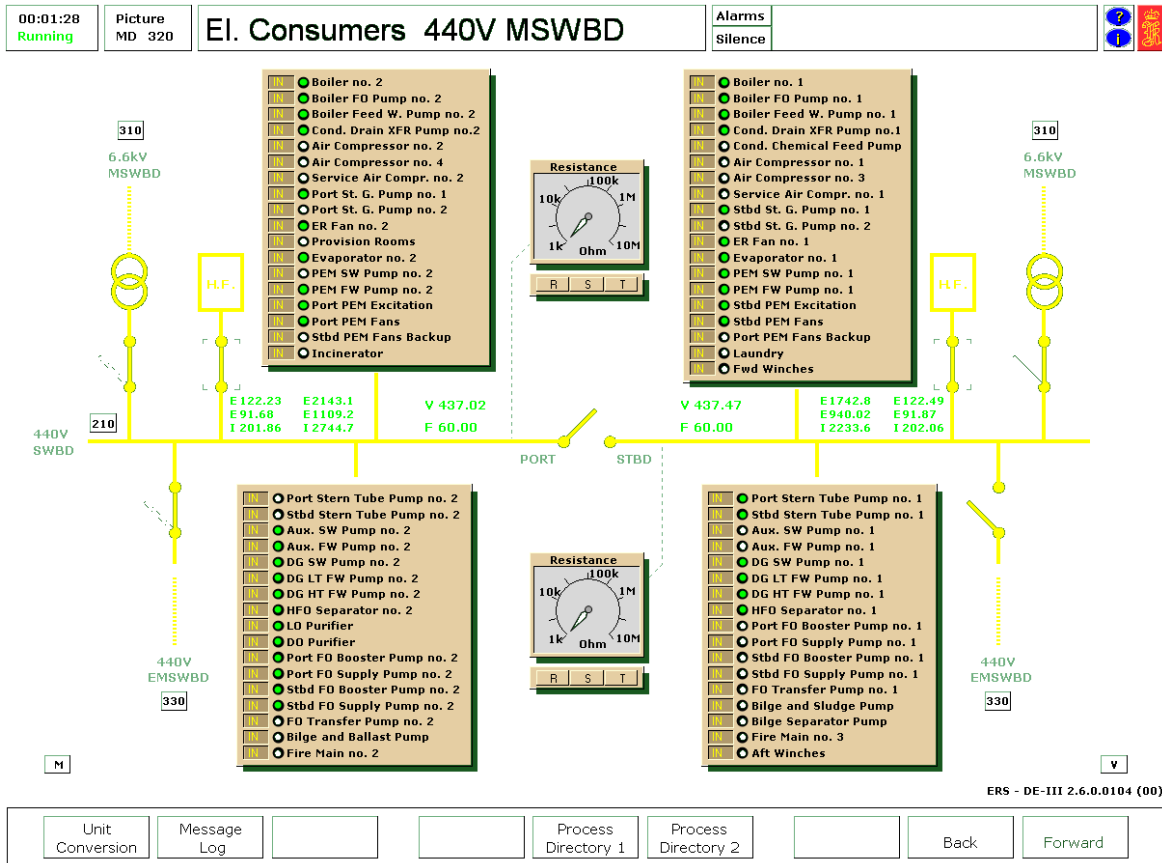 00:01:28
Running
Picture
MD 320
El. Consumers 440V MSWBD
Alarms
Silence
?
i
310
6.6kV
MSWBD
H.F.
IN Boiler no. 2
IN Boiler FO Pump no. 2
IN Boiler Feed W. Pump no. 2
IN Cond. Drain XFR Pump no.2
IN Air Compressor no. 2
IN Air Compressor no. 4
IN Service Air Compr. no. 2
IN Port St. G. Pump no. 1
IN Port St. G. Pump no. 2
IN ER Fan no. 2
IN Provision Rooms
IN Evaporator no. 2
IN PEM SW Pump no. 2
IN PEM FW Pump no. 2
IN Port PEM Excitation
IN Port PEM Fans
IN Stbd PEM Fans Backup
IN Incinerator
Resistance
100k
10k 1M
1k Ohm 10M
R S T
IN Boiler no. 1
IN Boiler FO Pump no. 1
IN Boiler Feed W. Pump no. 1
IN Cond. Drain XFR Pump no.1
IN Cond. Chemical Feed Pump
IN Air Compressor no. 1
IN Air Compressor no. 3
IN Service Air Compr. no. 1
IN Stbd St. G. Pump no. 1
IN Stbd St. G. Pump no. 2
IN ER Fan no. 1
IN Evaporator no. 1
IN PEM SW Pump no. 1
IN PEM FW Pump no. 1
IN Stbd PEM Excitation
IN Stbd PEM Fans
IN Port PEM Fans Backup
IN Laundry
IN Fwd Winches
310
6.6kV
MSWBD
H.F.
E 122.23 E 2143.1
E 91.68 E 1109.2
I 201.86 I 2744.7
V 437.02
F 60.00
V 437.47
F 60.00
E 1742.8 E 122.49
E 940.02 E 91.87
I 2233.6 I 202.06
210
440V
SWBD
PORT
STBD
IN Port Stern Tube Pump no. 2
IN Stbd Stern Tube Pump no. 2
IN Aux. SW Pump no. 2
IN Aux. FW Pump no. 2
IN DG SW Pump no. 2
IN DG LT FW Pump no. 2
IN DG HT FW Pump no. 2
IN HFO Separator no. 2
IN LO Purifier
IN DO Purifier
IN Port FO Booster Pump no. 2
IN Port FO Supply Pump no. 2
IN Stbd FO Booster Pump no. 2
IN Stbd FO Supply Pump no. 2
IN FO Transfer Pump no. 2
IN Bilge and Ballast Pump
IN Fire Main no. 2
Resistance
100k
10k 1M
1k Ohm 10M
R S T
IN Port Stern Tube Pump no. 1
IN Stbd Stern Tube Pump no. 1
IN Aux. SW Pump no. 1
IN Aux. FW Pump no. 1
IN DG SW Pump no. 1
IN DG LT FW Pump no. 1
IN DG HT FW Pump no. 1
IN HFO Separator no. 1
IN Port FO Booster Pump no. 1
IN Port FO Supply Pump no. 1
IN Stbd FO Booster Pump no. 1
IN Stbd FO Supply Pump no. 1
IN FO Transfer Pump no. 1
IN Bilge and Sludge Pump
IN Bilge Separator Pump
IN Fire Main no. 3
IN Aft Winches
440V
EMSWBD
330
440V
EMSWBD
330
M
V
ERS - DE-III 2.6.0.0104 (00)
Unit
Conversion
Message
Log
Process
Directory 1
Process
Directory 2
Back
Forward